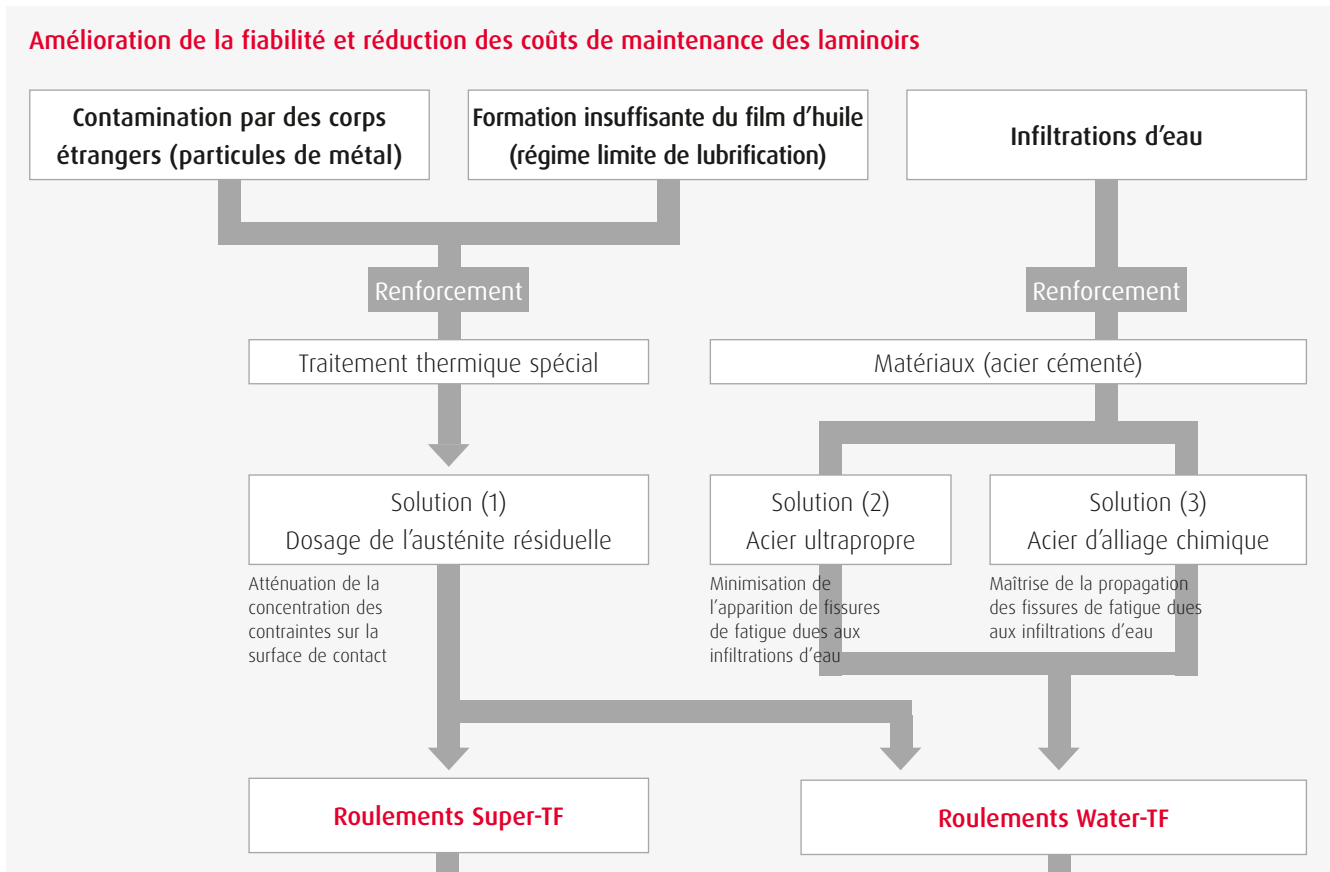 Amélioration de la fiabilité et réduction des coûts de maintenance des laminoirs
Contamination par des corps
étrangers (particules de métal)
Formation insuffisante du film d'huile
(régime limite de lubrification)
Infiltrations d'eau
Renforcement
Renforcement
Traitement thermique spécial
Matériaux (acier cémenté)
Solution (1)
Dosage de l'austénite résiduelle
Solution (2)
Acier ultrapropre
Solution (3)
Acier d'alliage chimique
Atténuation de la
concentration des
contraintes sur la
surface de contact
Minimisation de
l'apparition de fissures
de fatigue dues aux
infiltrations d'eau
Maîtrise de la propagation
des fissures de fatigue dues
aux infiltrations d'eau
Roulements Super-TF
Roulements Water-TF